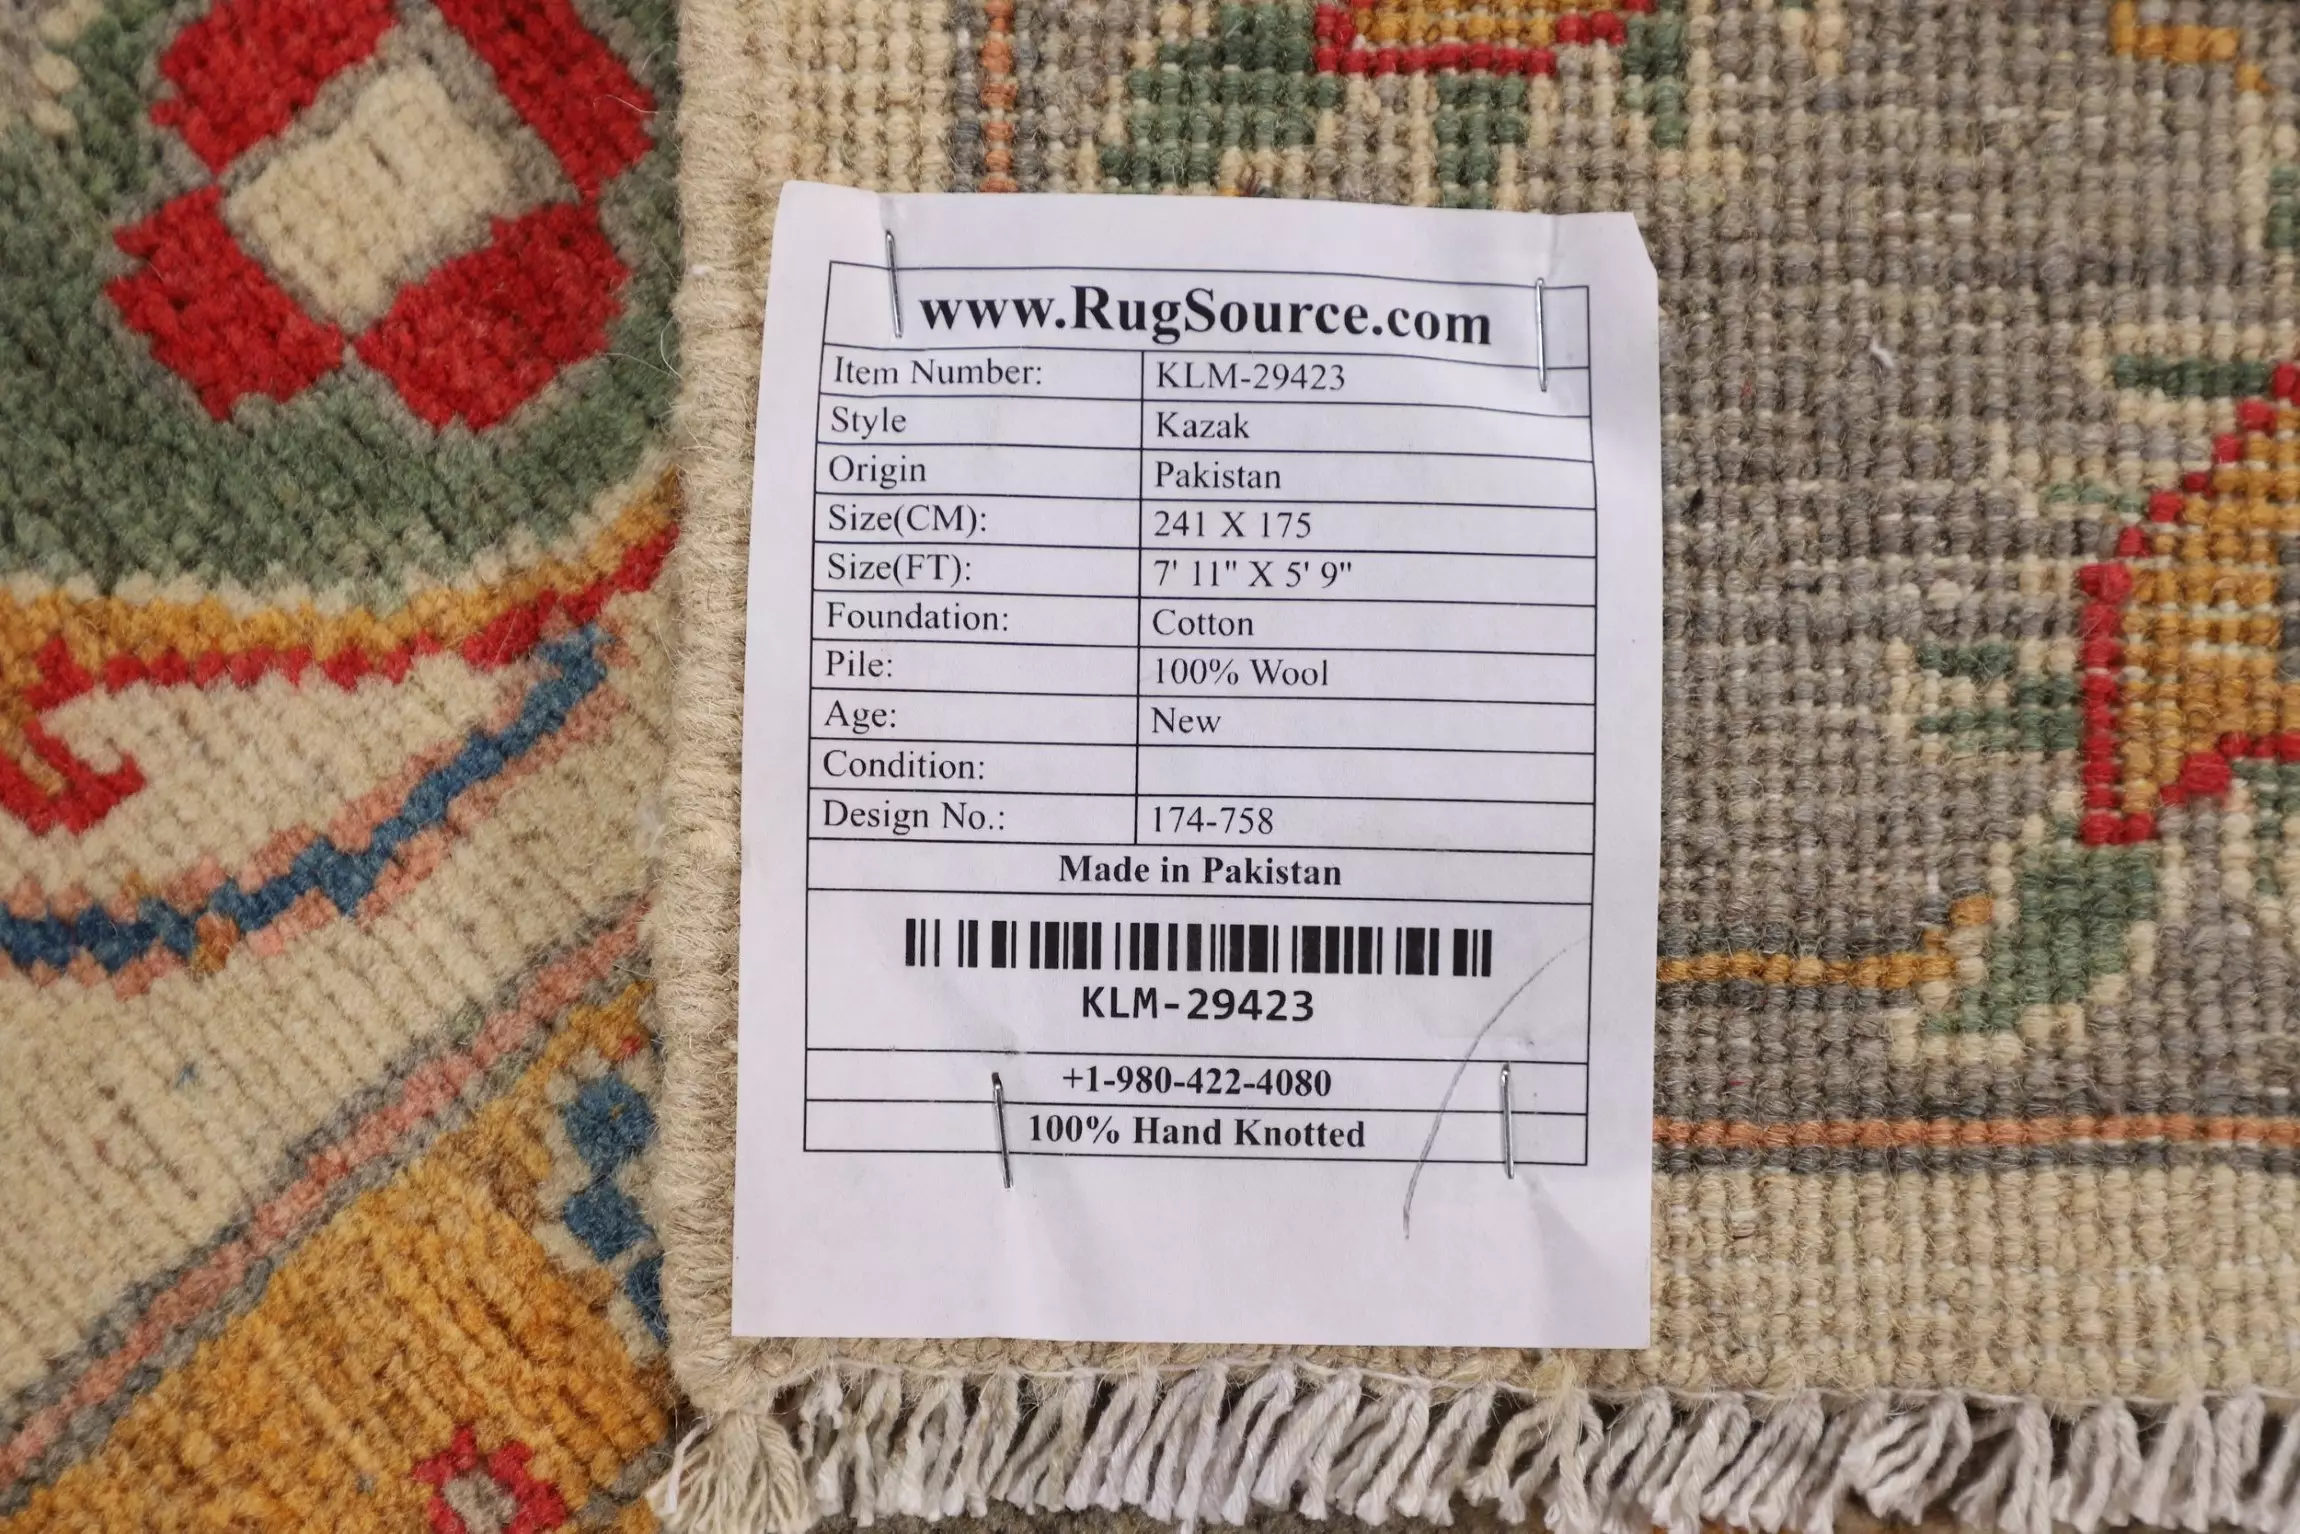 www.RugSource.com
Item Number: KLM-29423
Style Kazak
Origin Pakistan
Size(CM): 241 X 175
Size(FT): 7' 11" X 5' 9"
Foundation: Cotton
Pile: 100% Wool
Age: New
Condition:
Design No.: 174-758
Made in Pakistan
KLM-29423
+1-980-422-4080
100% Hand Knotted